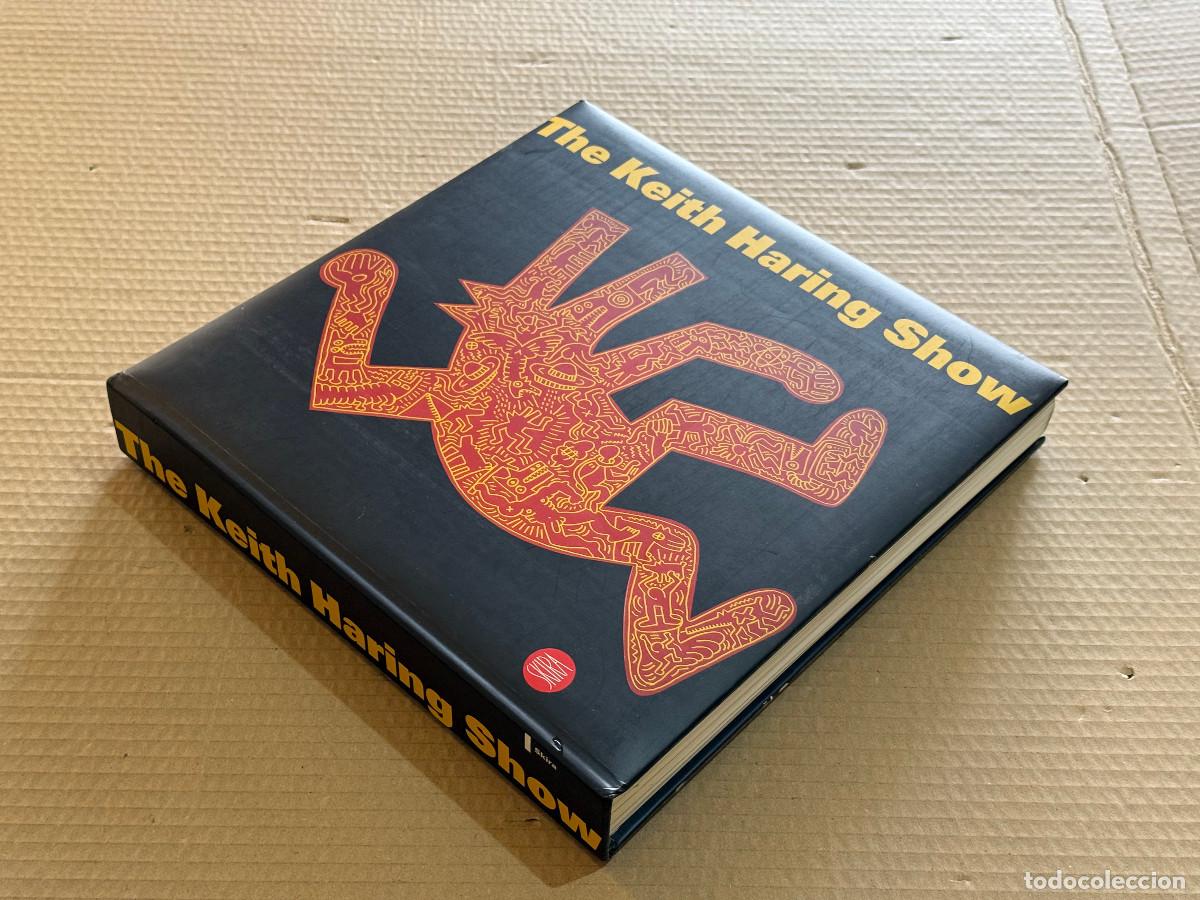 The Keith Haring Show
SKIRA
The Keith Haring Show
Skira
todocoleccion